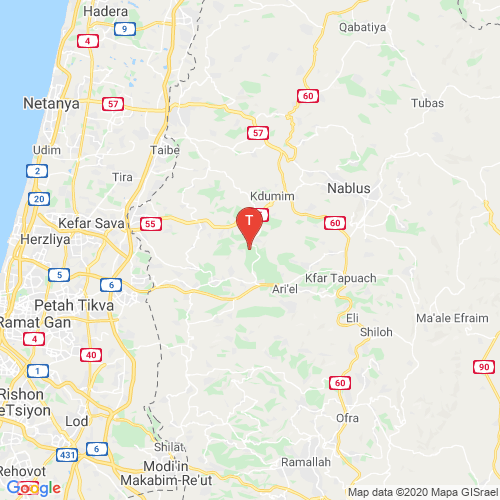 Hadera
4
9
Qabatiya
60
Netanya
57
Tubas
57
Udim
Taibe
2
Tira
Kdumim
Nablus
20
Kefar Sava
55
60
Herzliya
T
5
6
Kfar Tapuach
Petah Tikva
Ari'el
Ramat Gan
Eli
Ma'ale Efraim
Shiloh
4
40
90
1
60
Rishon
eTsiyon
Lod
Ofra
431
6
Shilat
Rehovot
Modi'in
Makabim-Re'ut
Ramallah
Google
Map data ©2020 Mapa GISrael